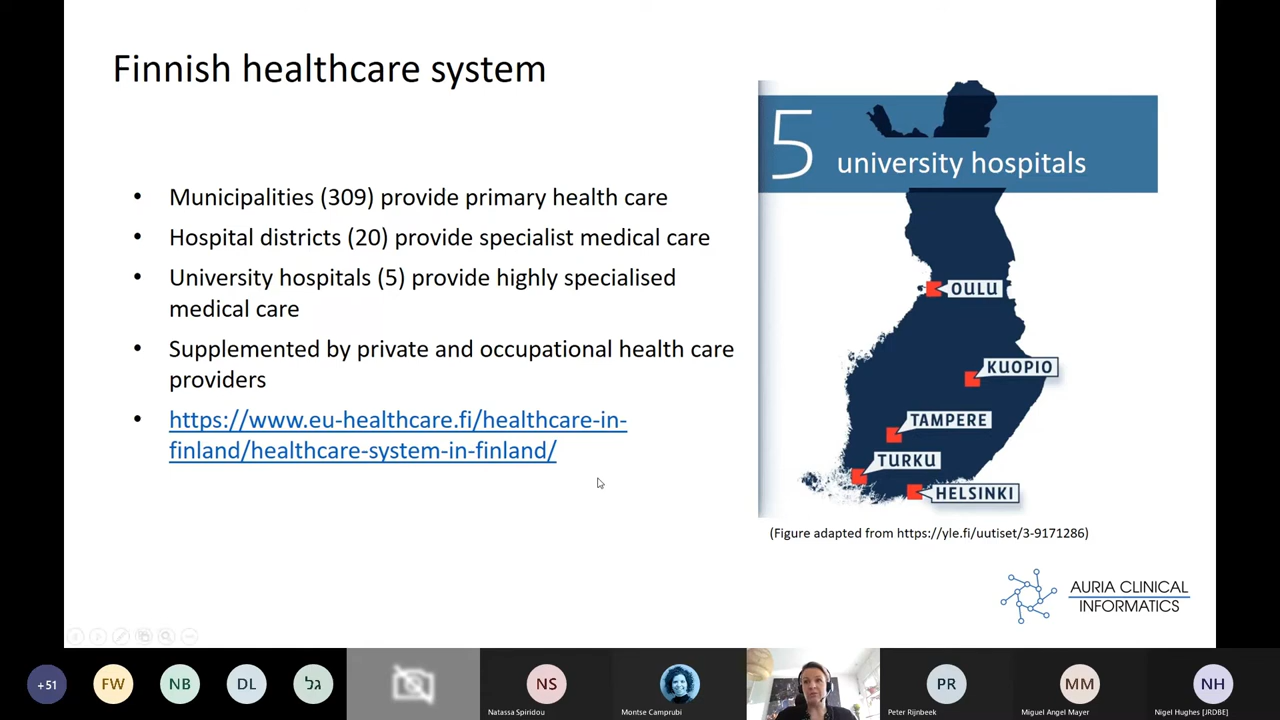 Finnish healthcare system
• Municipalities (309) provide primary health care
• Hospital districts (20) provide specialist medical care
• University hospitals (5) provide highly specialised
medical care
• Supplemented by private and occupational health care
providers
• https://www.eu-healthcare.fi/healthcare-in-
finland/healthcare-system-in-finland/
5 university hospitals
OULU
KUOPIO
TAMPERE
TURKU
HELSINKI
(Figure adapted from https://yle.fi/uutiset/3-9171286)
AURIA CLINICAL
INFORMATICS
+51
FW
NB
DL
גל
NS
Natassa Spiridou
Montse Camprubi
PR
Peter Rijnbeek
MM
Miguel Angel Mayer
NH
Nigel Hughes [JRDBE]